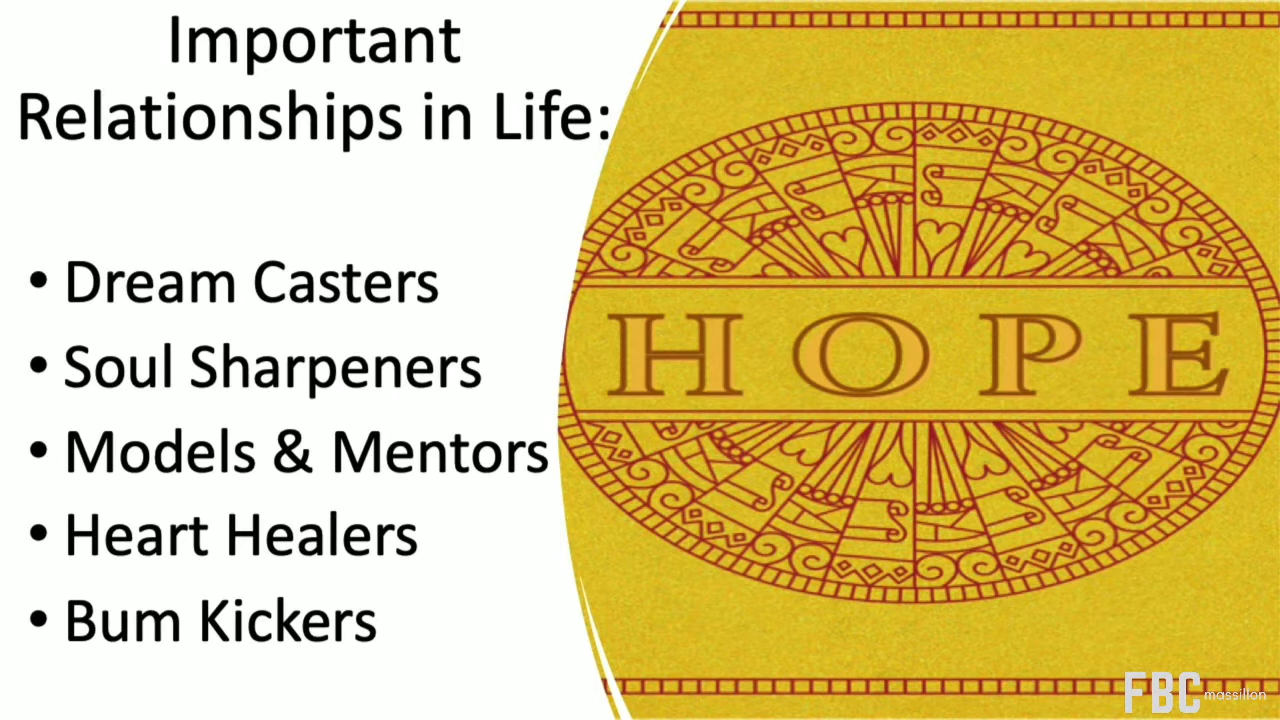 Important
Relationships in Life:
• Dream Casters
• Soul Sharpeners
• Models & Mentors
• Heart Healers
• Bum Kickers
HOPE
FBC massillon